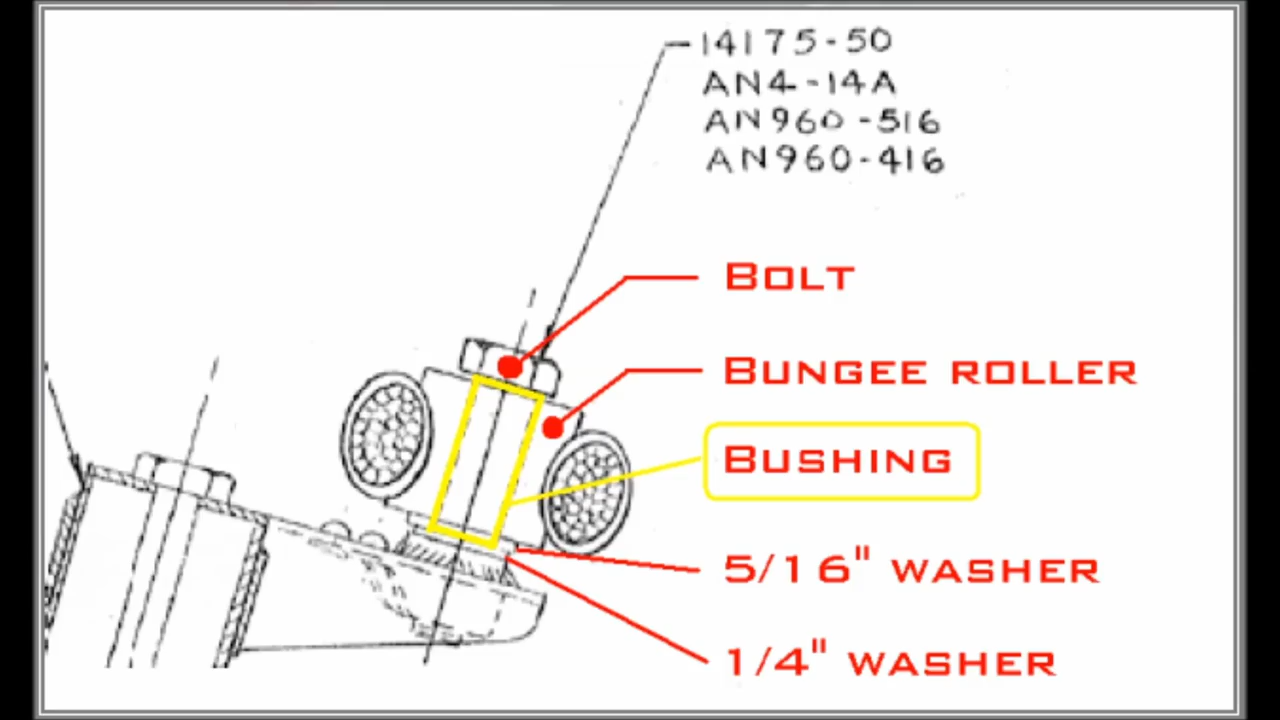 14175-50
AN4-14A
AN960-516
AN960-416
BOLT
BUNGEE ROLLER
BUSHING
5/16" WASHER
1/4" WASHER